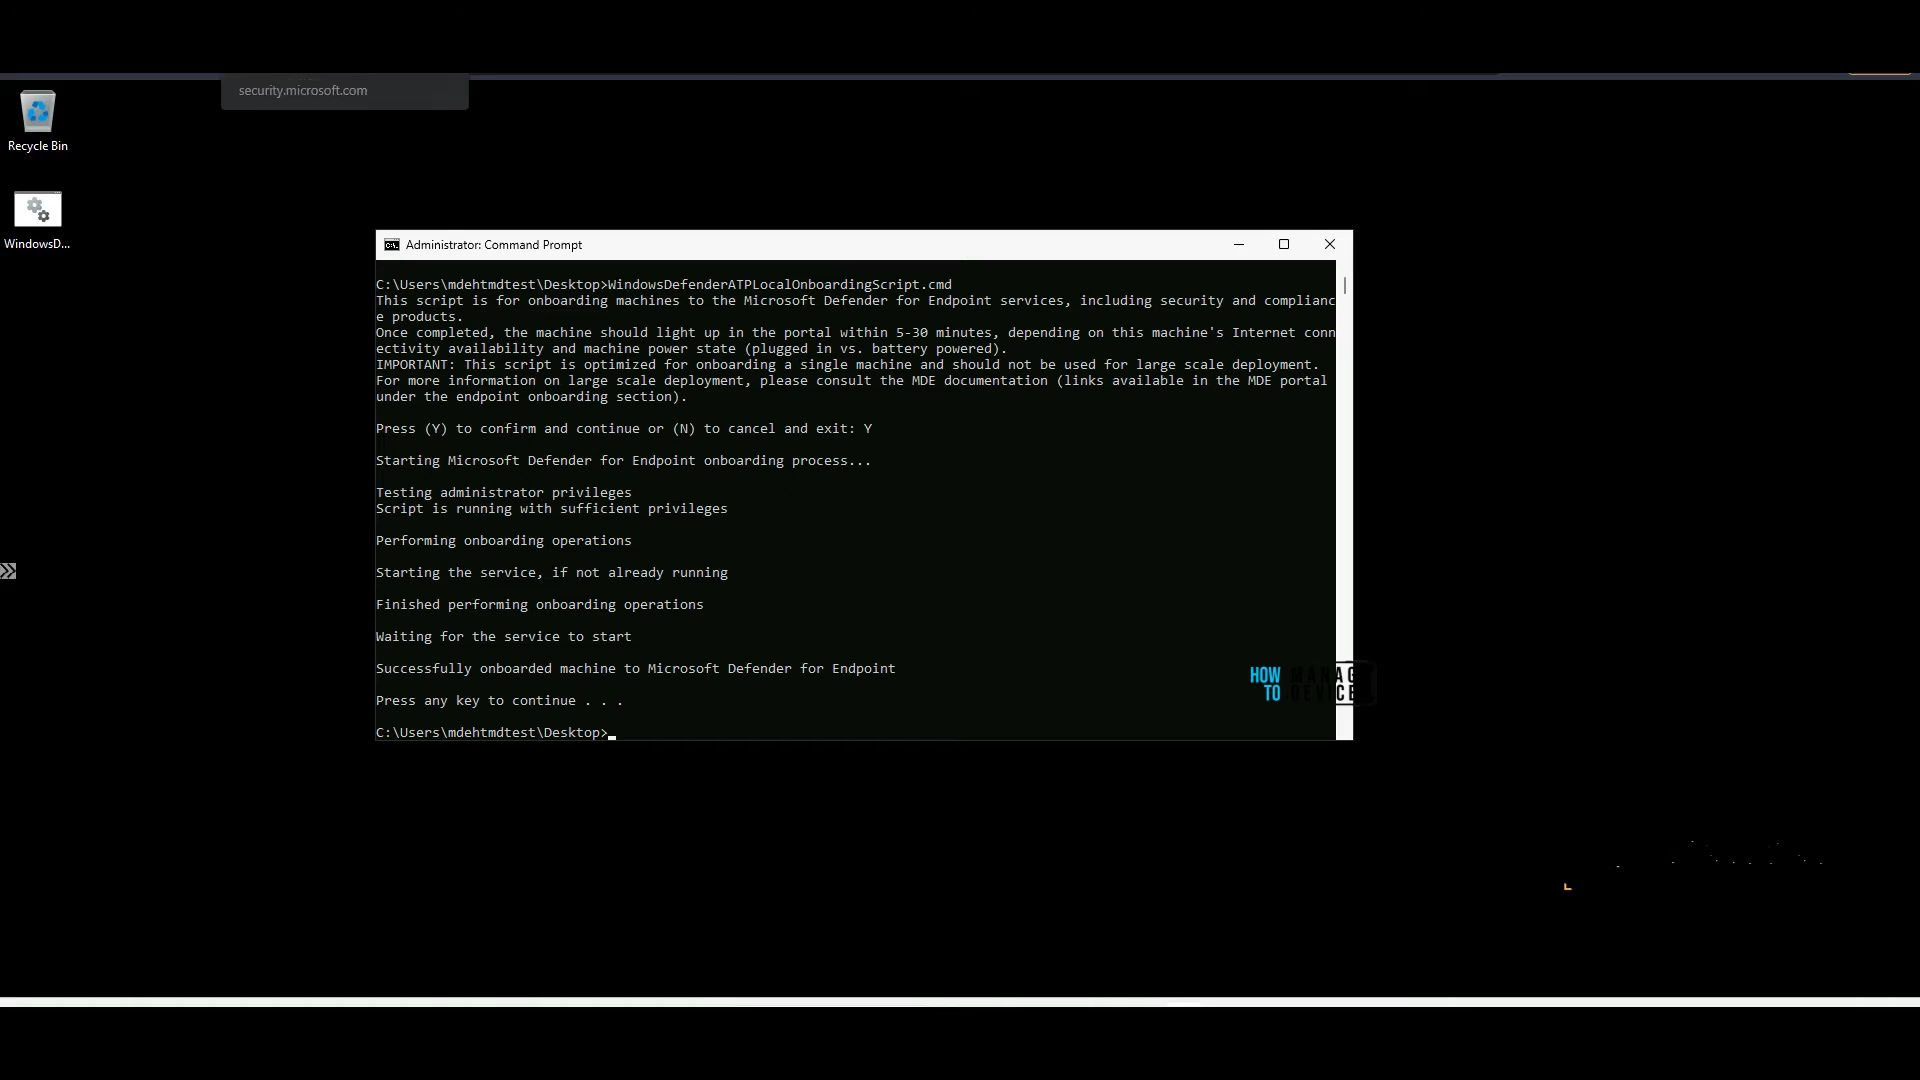 security.microsoft.com
Recycle Bin
WindowsD...
Administrator: Command Prompt
C:\Users\mdehtmdtest\Desktop>WindowsDefenderATPLocalOnboardingScript.cmd
This script is for onboarding machines to the Microsoft Defender for Endpoint services, including security and complianc
e products.
Once completed, the machine should light up in the portal within 5-30 minutes, depending on this machine's Internet conn
ectivity availability and machine power state (plugged in vs. battery powered).
IMPORTANT: This script is optimized for onboarding a single machine and should not be used for large scale deployment.
For more information on large scale deployment, please consult the MDE documentation (links available in the MDE portal
under the endpoint onboarding section).
Press (Y) to confirm and continue or (N) to cancel and exit: Y
Starting Microsoft Defender for Endpoint onboarding process...
Testing administrator privileges
Script is running with sufficient privileges
Performing onboarding operations
Starting the service, if not already running
Finished performing onboarding operations
Waiting for the service to start
Successfully onboarded machine to Microsoft Defender for Endpoint
Press any key to continue . . .
C:\Users\mdehtmdtest\Desktop>
HOW MANAG
TO DEVICE